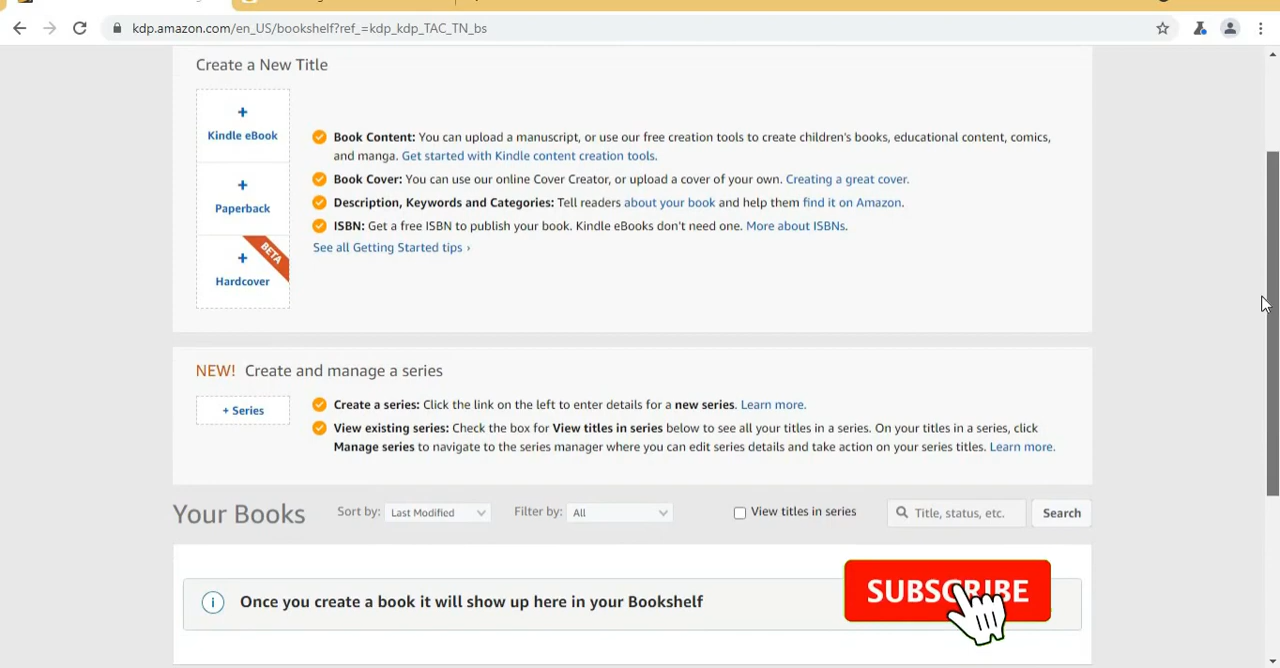 kdp.amazon.com/en_US/bookshelf?ref_=kdp_kdp_TAC_TN_bs
Create a New Title
+
Kindle eBook
+
Paperback
BETA
+
Hardcover
Book Content: You can upload a manuscript, or use our free creation tools to create children's books, educational content, comics,
and manga. Get started with Kindle content creation tools.
Book Cover: You can use our online Cover Creator, or upload a cover of your own. Creating a great cover.
Description, Keywords and Categories: Tell readers about your book and help them find it on Amazon.
ISBN: Get a free ISBN to publish your book. Kindle eBooks don't need one. More about ISBNs.
See all Getting Started tips ›
NEW! Create and manage a series
+ Series
Create a series: Click the link on the left to enter details for a new series. Learn more.
View existing series: Check the box for View titles in series below to see all your titles in a series. On your titles in a series, click
Manage series to navigate to the series manager where you can edit series details and take action on your series titles. Learn more.
Your Books Sort by: Last Modified Filter by: All View titles in series Title, status, etc. Search
Once you create a book it will show up here in your Bookshelf
SUBSCRIBE